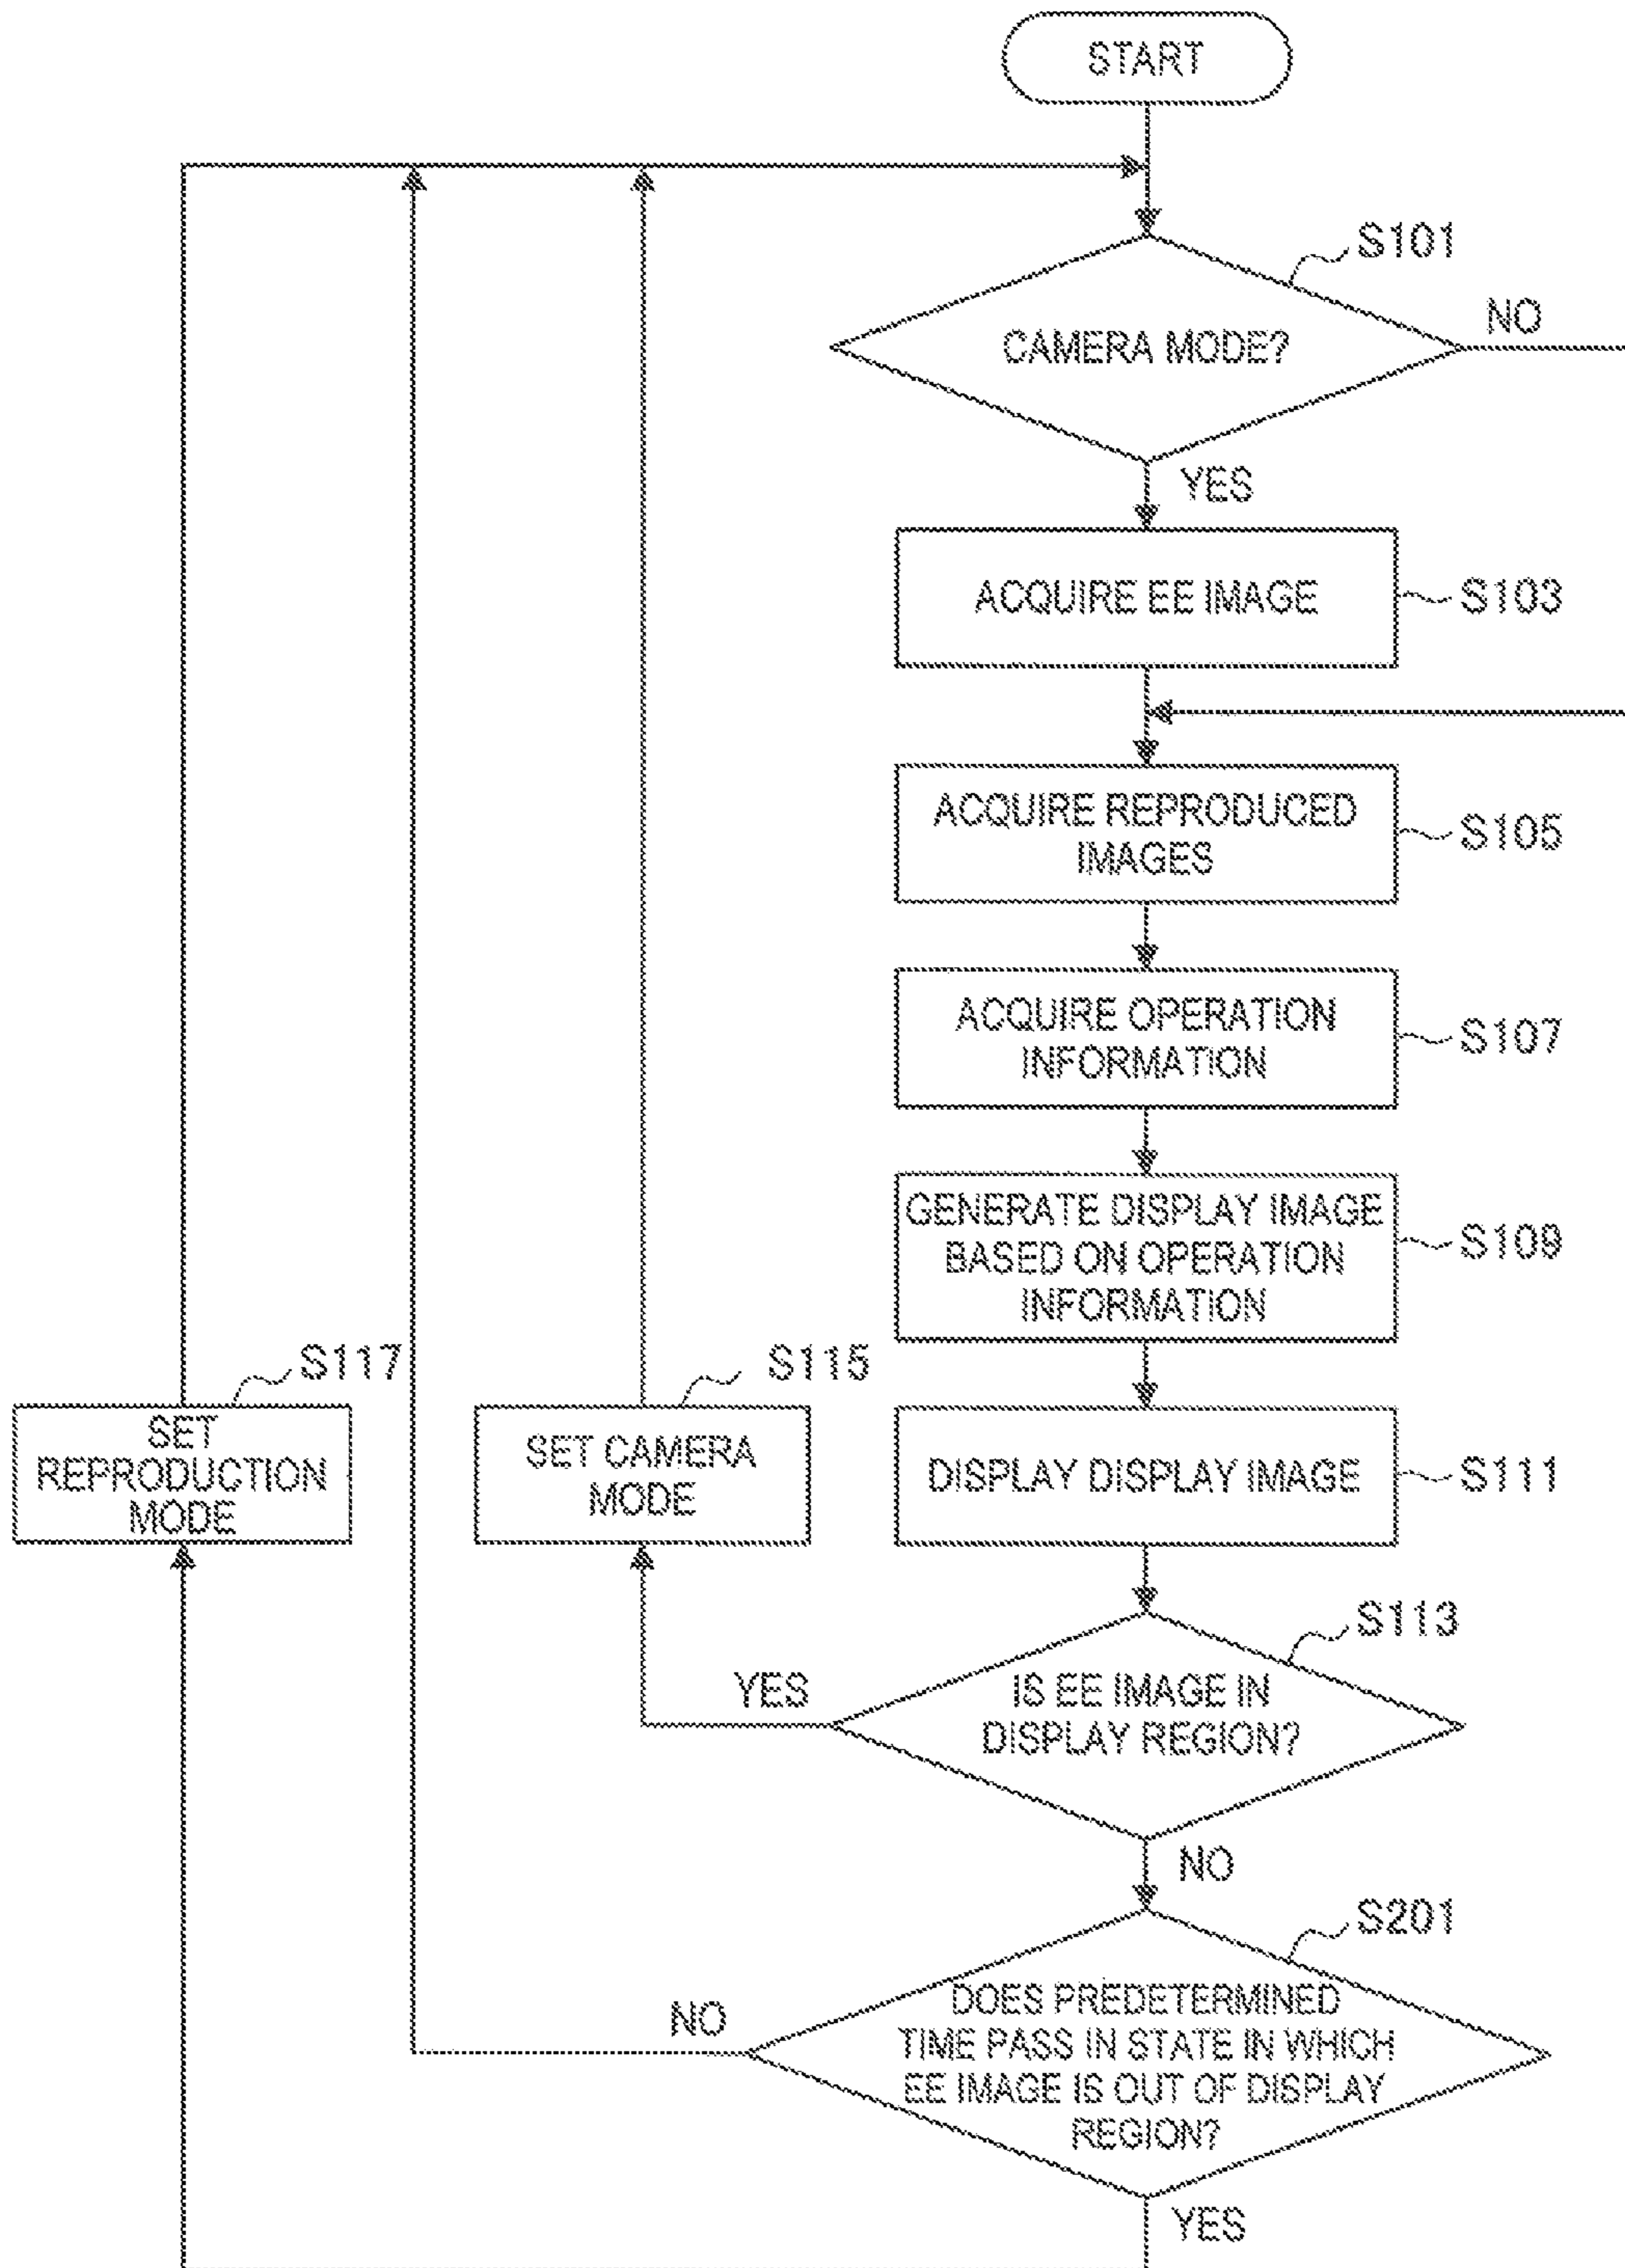 START
S101
CAMERA MODE?
NO
YES
ACQUIRE EE IMAGE
S103
ACQUIRE REPRODUCED
IMAGES
S105
ACQUIRE OPERATION
INFORMATION
S107
GENERATE DISPLAY IMAGE
BASED ON OPERATION
INFORMATION
S109
S117
SET
REPRODUCTION
MODE
S115
SET CAMERA
MODE
DISPLAY DISPLAY IMAGE
S111
S113
YES
IS EE IMAGE IN
DISPLAY REGION?
NO
S201
NO
DOES PREDETERMINED
TIME PASS IN STATE IN WHICH
EE IMAGE IS OUT OF DISPLAY
REGION?
YES